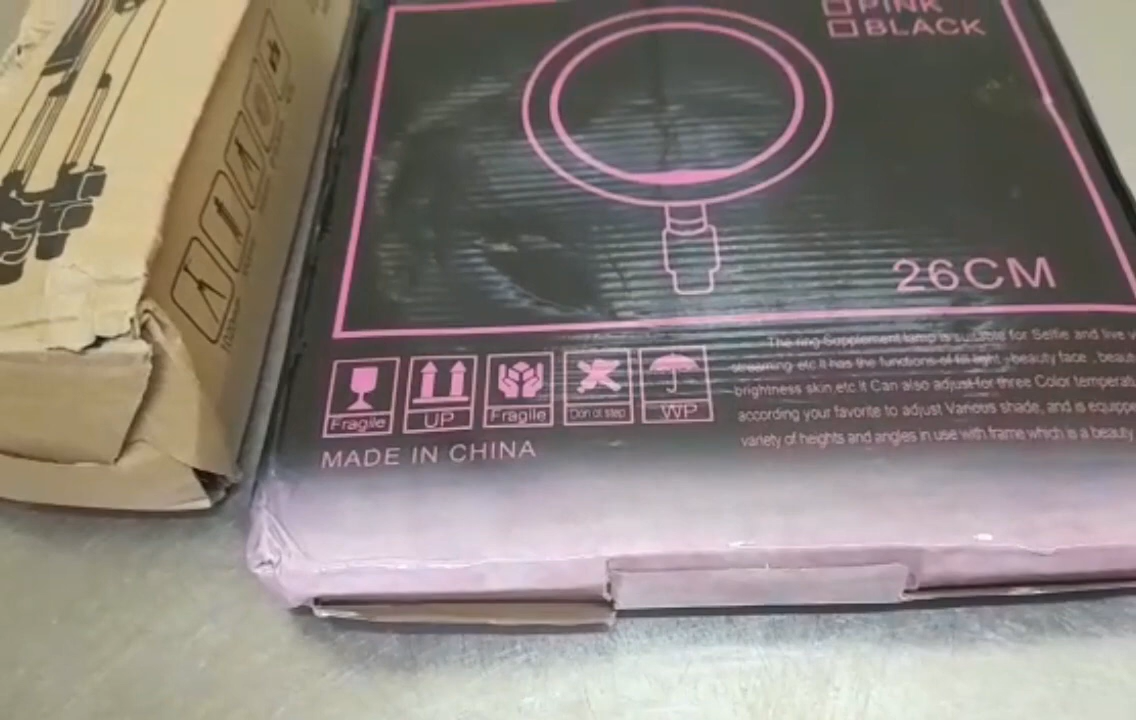 PINK
BLACK
26CM
The ring Supplement lamp is suitable for Selfie and live
streaming etc it has the functions of fill light , beauty face , beaut
brightness skin,etc It Can also adjust for three Color temperatu
according your favorite to adjust Various shade, and is equippe
variety of heights and angles in use with frame which is a beauty
Fragile
UP
Fragile
Don ot step
WP
MADE IN CHINA